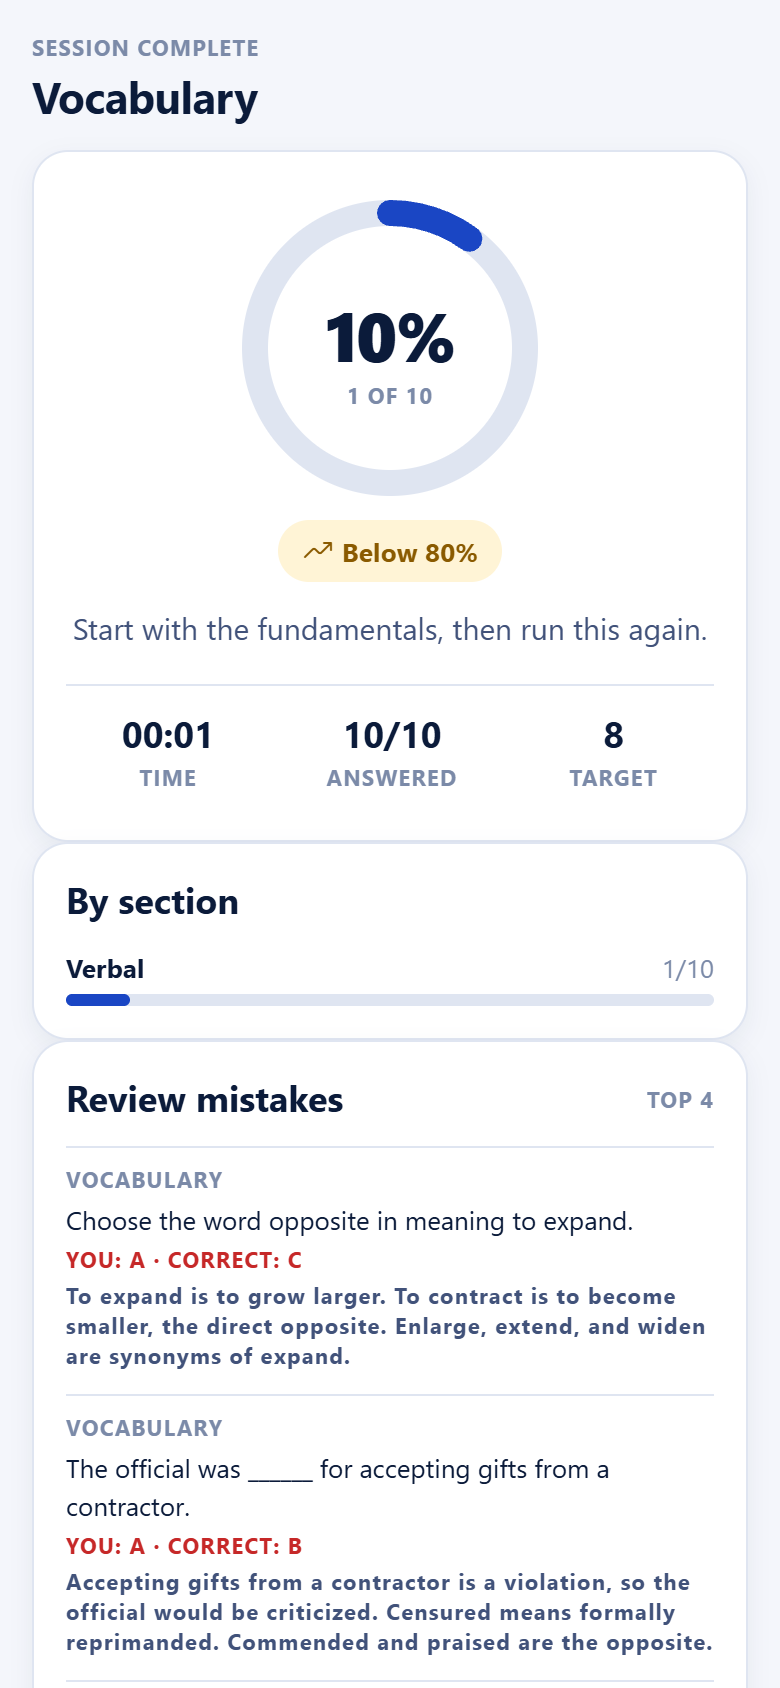 SESSION COMPLETE
Vocabulary
10%
1 OF 10
Below 80%
Start with the fundamentals, then run this again.
00:01 10/10 8
TIME ANSWERED TARGET
By section
Verbal 1/10
Review mistakes TOP 4
VOCABULARY
Choose the word opposite in meaning to expand.
YOU: A · CORRECT: C
To expand is to grow larger. To contract is to become
smaller, the direct opposite. Enlarge, extend, and widen
are synonyms of expand.
VOCABULARY
The official was ______ for accepting gifts from a
contractor.
YOU: A · CORRECT: B
Accepting gifts from a contractor is a violation, so the
official would be criticized. Censured means formally
reprimanded. Commended and praised are the opposite.